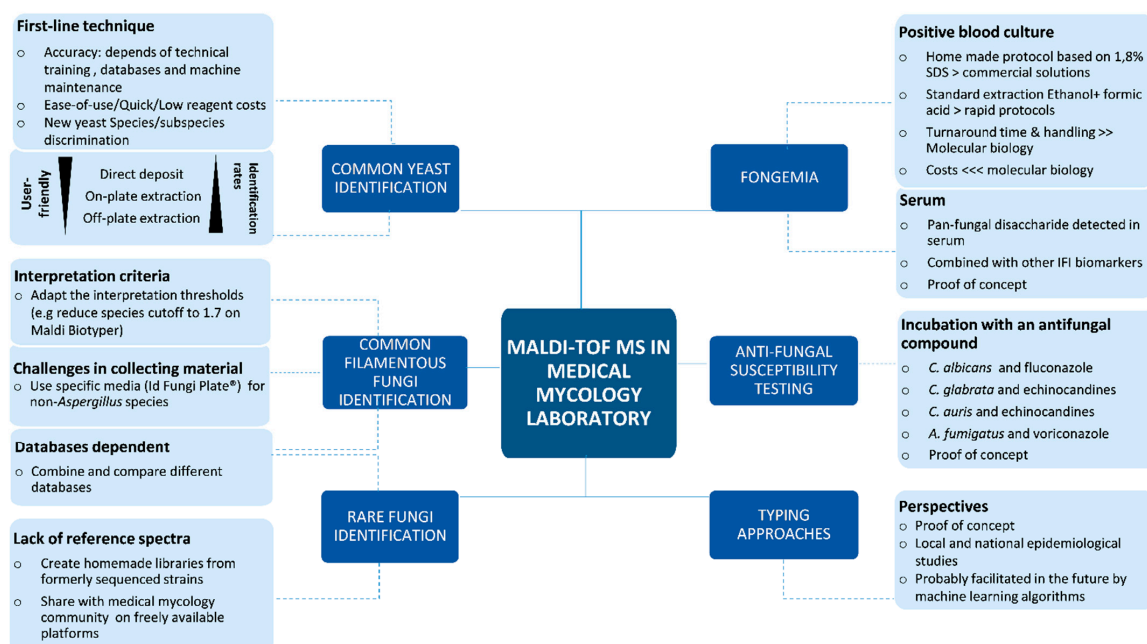 First-line technique
o Accuracy: depends of technical
training , databases and machine
maintenance
o Ease-of-use/Quick/Low reagent costs
o New yeast Species/subspecies
discrimination
User-
friendly
Direct deposit
On-plate extraction
Off-plate extraction
Identification
rates
Interpretation criteria
o Adapt the interpretation thresholds
(e.g reduce species cutoff to 1.7 on
Maldi Biotyper)
Challenges in collecting material
o Use specific media (Id Fungi Plate®) for
non-Aspergillus species
Databases dependent
o Combine and compare different
databases
Lack of reference spectra
o Create homemade libraries from
formerly sequenced strains
o Share with medical mycology
community on freely available
platforms
COMMON YEAST
IDENTIFICATION
COMMON
FILAMENTOUS
FUNGI
IDENTIFICATION
RARE FUNGI
IDENTIFICATION
MALDI-TOF MS IN
MEDICAL
MYCOLOGY
LABORATORY
FONGEMIA
ANTI-FUNGAL
SUSCEPTIBILITY
TESTING
TYPING
APPROACHES
Positive blood culture
o Home made protocol based on 1,8%
SDS > commercial solutions
o Standard extraction Ethanol+ formic
acid > rapid protocols
o Turnaround time & handling >>
Molecular biology
o Costs <<< molecular biology
Serum
o Pan-fungal disaccharide detected in
serum
o Combined with other IFI biomarkers
o Proof of concept
Incubation with an antifungal
compound
o C. albicans and fluconazole
o C. glabrata and echinocandines
o C. auris and echinocandines
o A. fumigatus and voriconazole
o Proof of concept
Perspectives
o Proof of concept
o Local and national epidemiological
studies
o Probably facilitated in the future by
machine learning algorithms